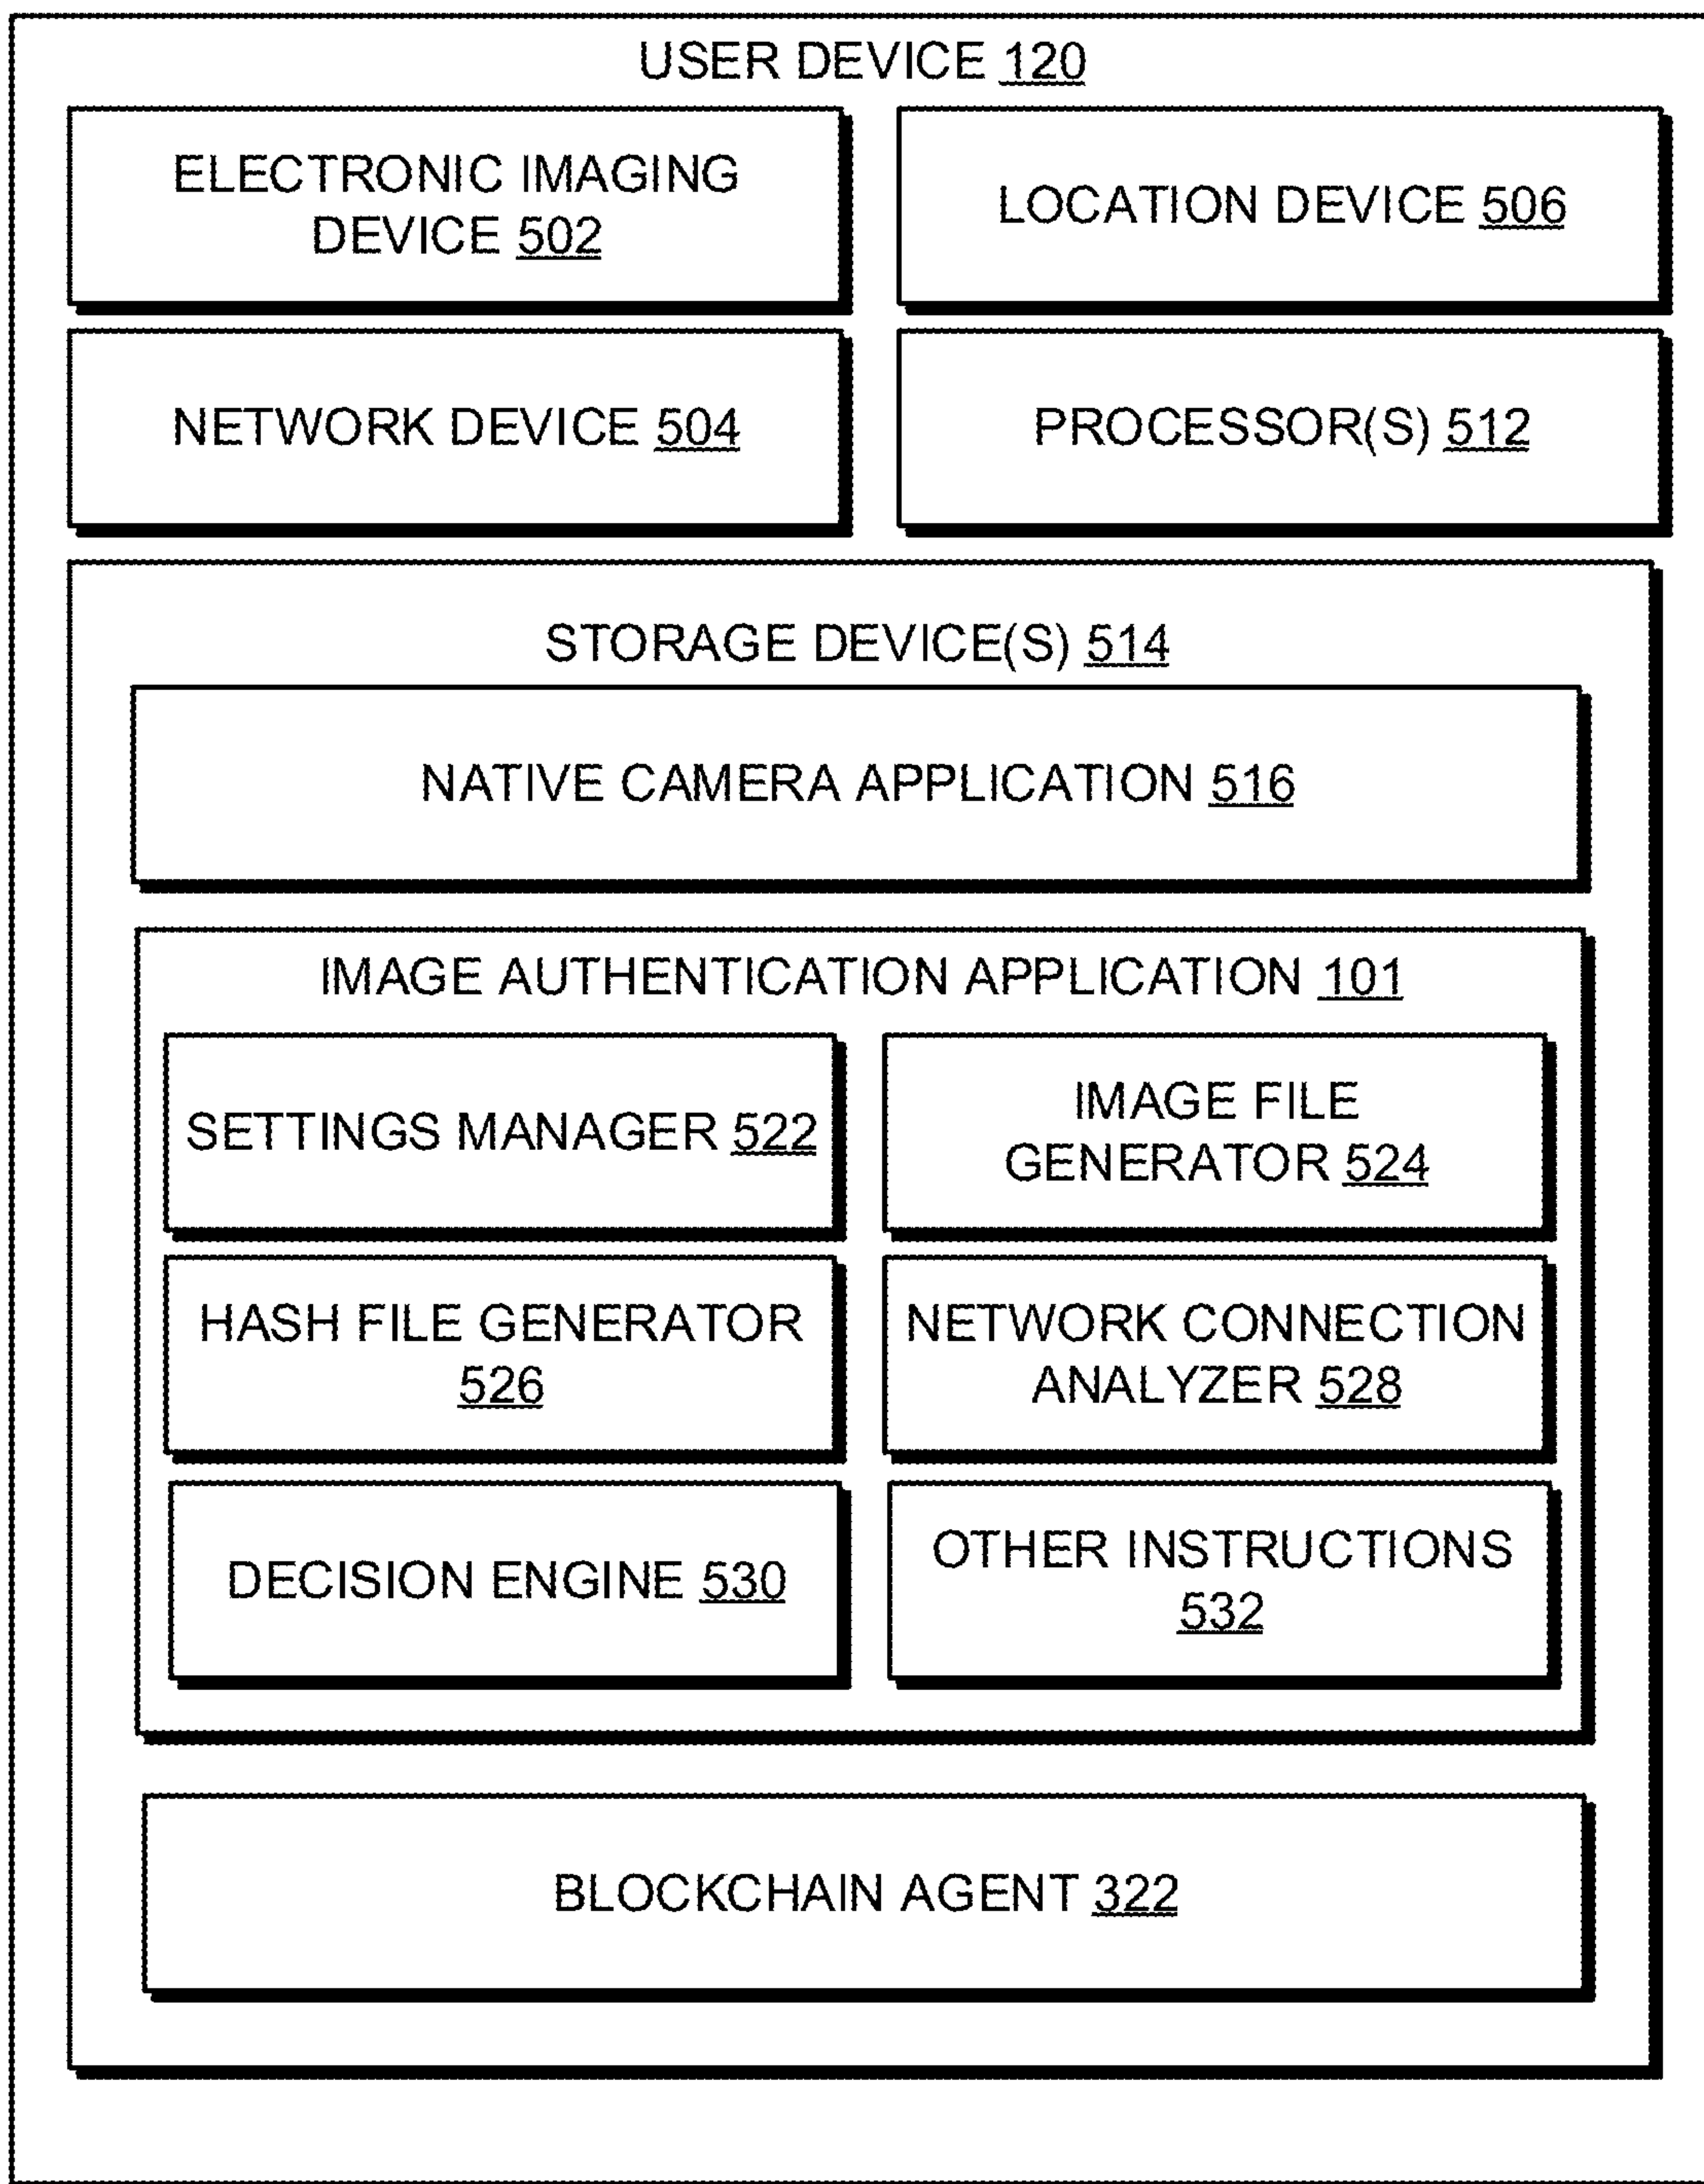 USER DEVICE 120
ELECTRONIC IMAGING
DEVICE 502
LOCATION DEVICE 506
NETWORK DEVICE 504
PROCESSOR(S) 512
STORAGE DEVICE(S) 514
NATIVE CAMERA APPLICATION 516
IMAGE AUTHENTICATION APPLICATION 101
SETTINGS MANAGER 522
IMAGE FILE
GENERATOR 524
HASH FILE GENERATOR
526
NETWORK CONNECTION
ANALYZER 528
DECISION ENGINE 530
OTHER INSTRUCTIONS
532
BLOCKCHAIN AGENT 322